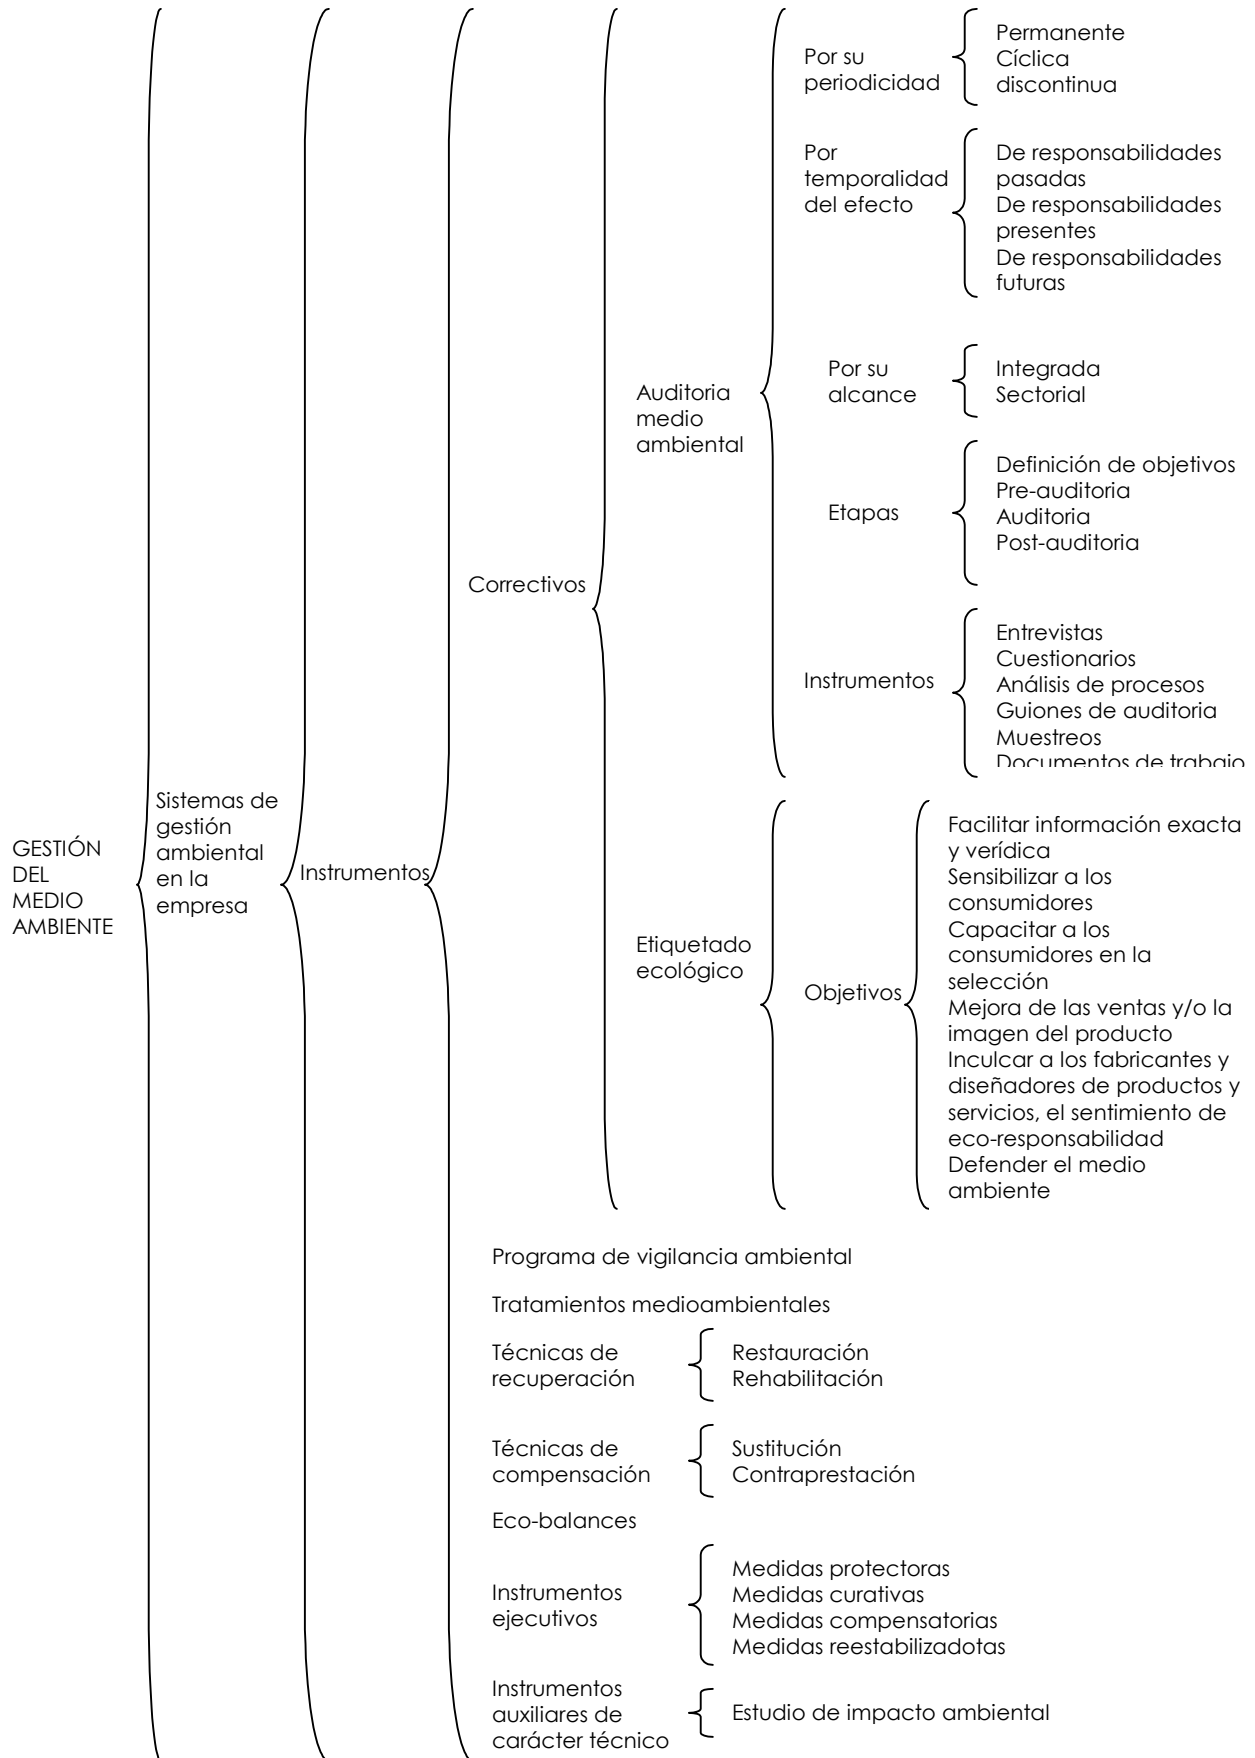 GESTIÓN
DEL
MEDIO
AMBIENTE
Sistemas de
gestión
ambiental
en la
empresa
Instrumentos
Correctivos
Auditoria
medio
ambiental
Por su
periodicidad
Permanente
Cíclica
discontinua
Por
temporalidad
del efecto
De responsabilidades
pasadas
De responsabilidades
presentes
De responsabilidades
futuras
Por su
alcance
Integrada
Sectorial
Etapas
Definición de objetivos
Pre-auditoria
Auditoria
Post-auditoria
Instrumentos
Entrevistas
Cuestionarios
Análisis de procesos
Guiones de auditoria
Muestreos
Documentos de trabajo
Etiquetado
ecológico
Objetivos
Facilitar información exacta
y verídica
Sensibilizar a los
consumidores
Capacitar a los
consumidores en la
selección
Mejora de las ventas y/o la
imagen del producto
Inculcar a los fabricantes y
diseñadores de productos y
servicios, el sentimiento de
eco-responsabilidad
Defender el medio
ambiente
Programa de vigilancia ambiental
Tratamientos medioambientales
Técnicas de
recuperación
Restauración
Rehabilitación
Técnicas de
compensación
Sustitución
Contraprestación
Eco-balances
Instrumentos
ejecutivos
Medidas protectoras
Medidas curativas
Medidas compensatorias
Medidas reestabilizadotas
Instrumentos
auxiliares de
carácter técnico
Estudio de impacto ambiental